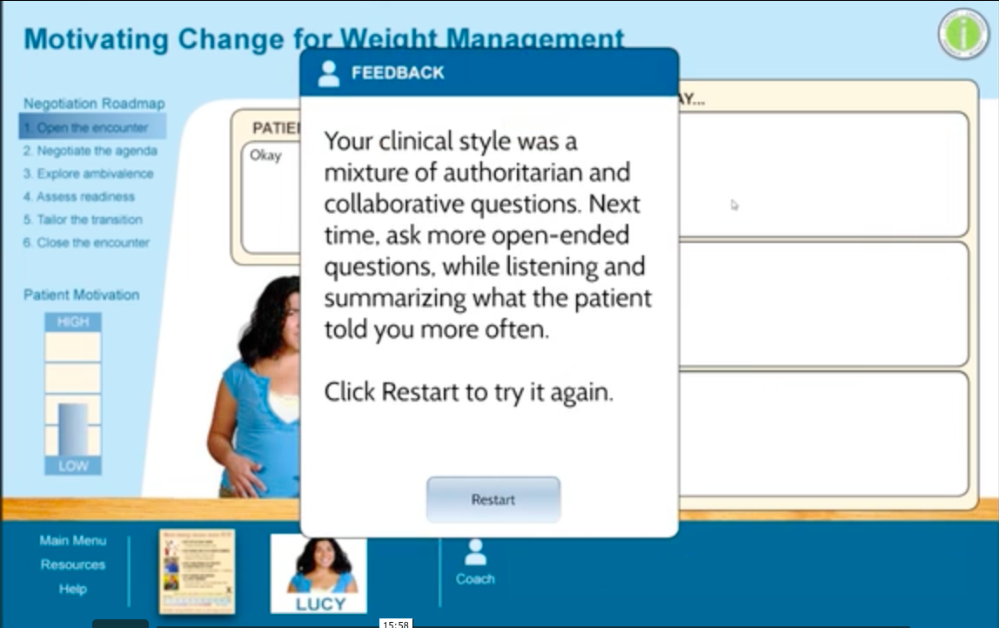 Motivating Change for Weight Management
i
Negotiation Roadmap
1. Open the encounter
2. Negotiate the agenda
3. Explore ambivalence
4. Assess readiness
5. Tailor the transition
6. Close the encounter
Patient Motivation
HIGH
LOW
PATIE
Okay
AY...
FEEDBACK
Your clinical style was a
mixture of authoritarian and
collaborative questions. Next
time, ask more open-ended
questions, while listening and
summarizing what the patient
told you more often.
Click Restart to try it again.
Restart
Main Menu
Resources
Help
X
LUCY
Coach
15:58